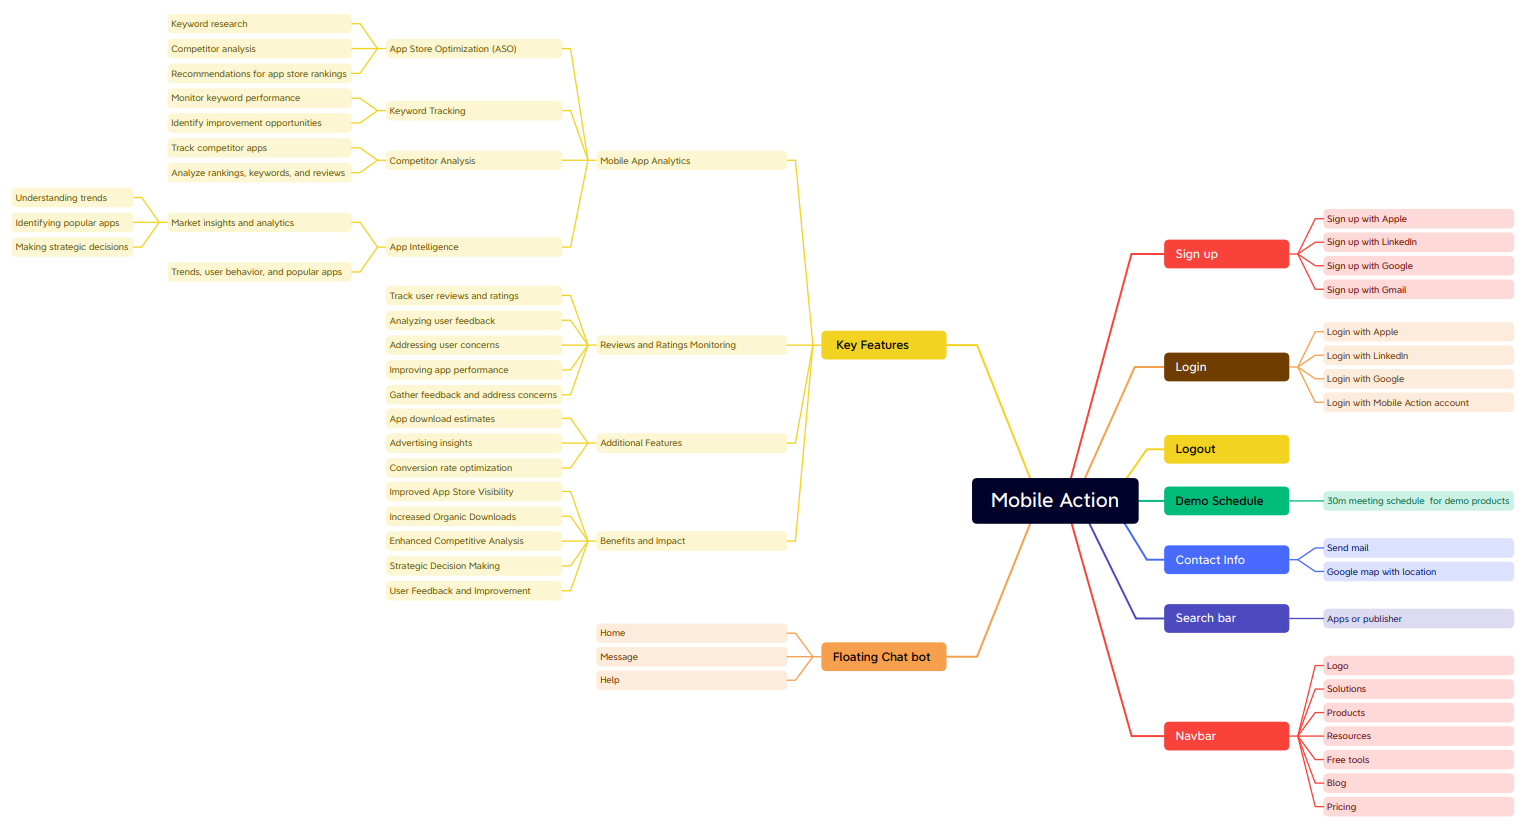 Mobile Action
Key Features
Mobile App Analytics
App Store Optimization (ASO)
Keyword research
Competitor analysis
Recommendations for app store rankings
Keyword Tracking
Monitor keyword performance
Identify improvement opportunities
Competitor Analysis
Track competitor apps
Analyze rankings, keywords, and reviews
App Intelligence
Market insights and analytics
Understanding trends
Identifying popular apps
Making strategic decisions
Trends, user behavior, and popular apps
Reviews and Ratings Monitoring
Track user reviews and ratings
Analyzing user feedback
Addressing user concerns
Improving app performance
Gather feedback and address concerns
Additional Features
App download estimates
Advertising insights
Conversion rate optimization
Benefits and Impact
Improved App Store Visibility
Increased Organic Downloads
Enhanced Competitive Analysis
Strategic Decision Making
User Feedback and Improvement
Floating Chat bot
Home
Message
Help
Sign up
Sign up with Apple
Sign up with LinkedIn
Sign up with Google
Sign up with Gmail
Login
Login with Apple
Login with LinkedIn
Login with Google
Login with Mobile Action account
Logout
Demo Schedule
30m meeting schedule  for demo products
Contact Info
Send mail
Google map with location
Search bar
Apps or publisher
Navbar
Logo
Solutions
Products
Resources
Free tools
Blog
Pricing